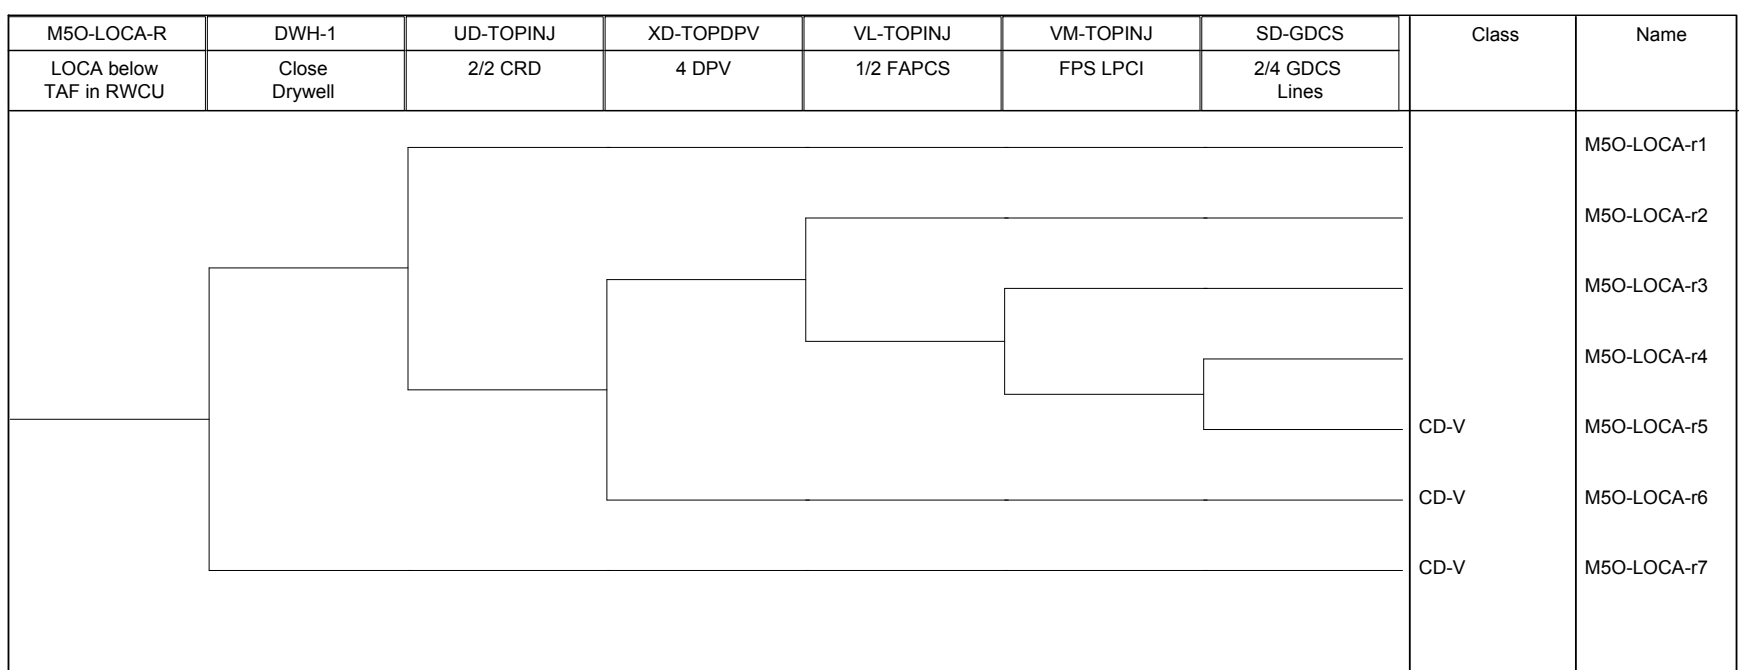 M5O-LOCA-R DWH-1 UD-TOPINJ XD-TOPDPV VL-TOPINJ VM-TOPINJ SD-GDCS Class Name
LOCA below Close 2/2 CRD 4 DPV 1/2 FAPCS FPS LPCI 2/4 GDCS
TAF in RWCU Drywell Lines
M5O-LOCA-r1
M5O-LOCA-r2
M5O-LOCA-r3
M5O-LOCA-r4
CD-V M5O-LOCA-r5
CD-V M5O-LOCA-r6
CD-V M5O-LOCA-r7